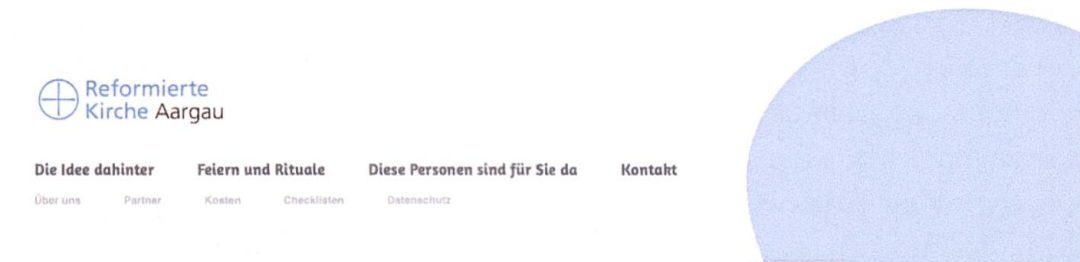 Reformierte
Kirche Aargau
Die Idee dahinter Feiern und Rituale Diese Personen sind für Sie da Kontakt
Über uns Partner Kosten Checklisten Datenschutz